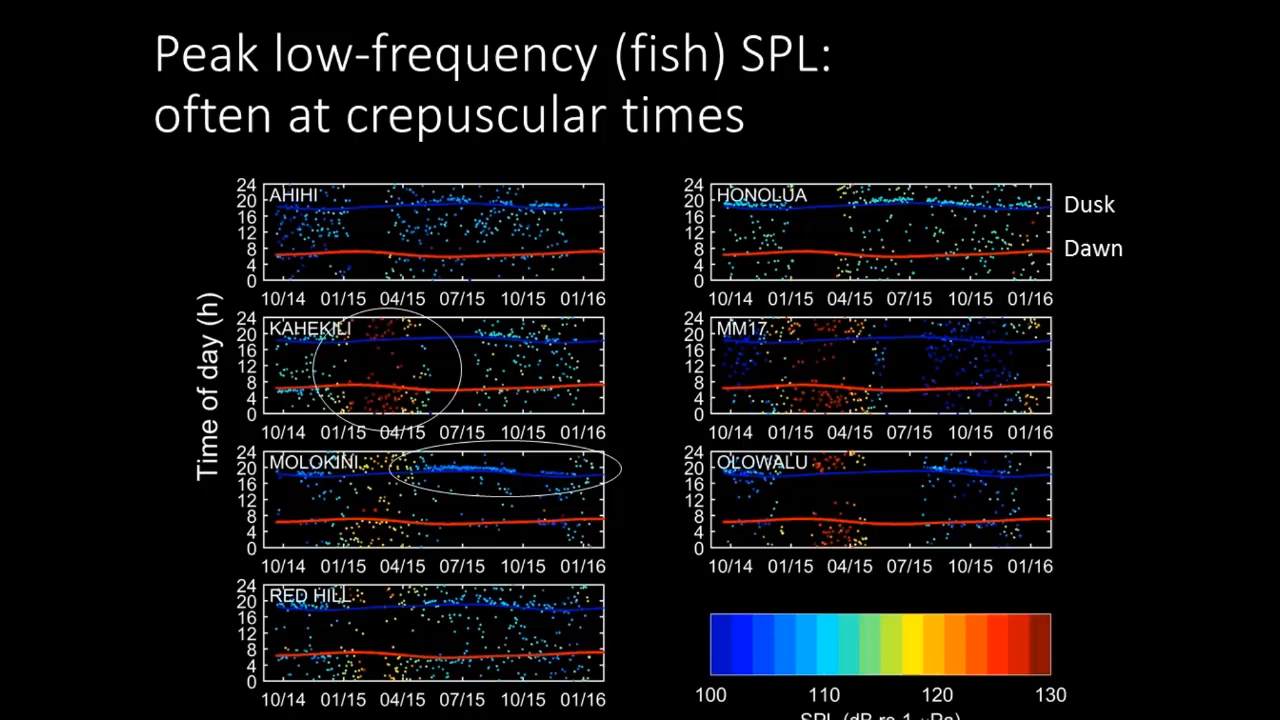 Peak low-frequency (fish) SPL:
often at crepuscular times
Time of day (h)
AHIHI
24
20
16
12
8
4
0
10/14 01/15 04/15 07/15 10/15 01/16
HONOLUA
24
20
16
12
8
4
0
10/14 01/15 04/15 07/15 10/15 01/16
Dusk
Dawn
KAHEKILI
24
20
16
12
8
4
0
10/14 01/15 04/15 07/15 10/15 01/16
MM17
24
20
16
12
8
4
0
10/14 01/15 04/15 07/15 10/15 01/16
MOLOKINI
24
20
16
12
8
4
0
10/14 01/15 04/15 07/15 10/15 01/16
OLOWALU
24
20
16
12
8
4
0
10/14 01/15 04/15 07/15 10/15 01/16
RED HILL
24
20
16
12
8
4
0
10/14 01/15 04/15 07/15 10/15 01/16
100 110 120 130
SPL (dB re 1 μPa)